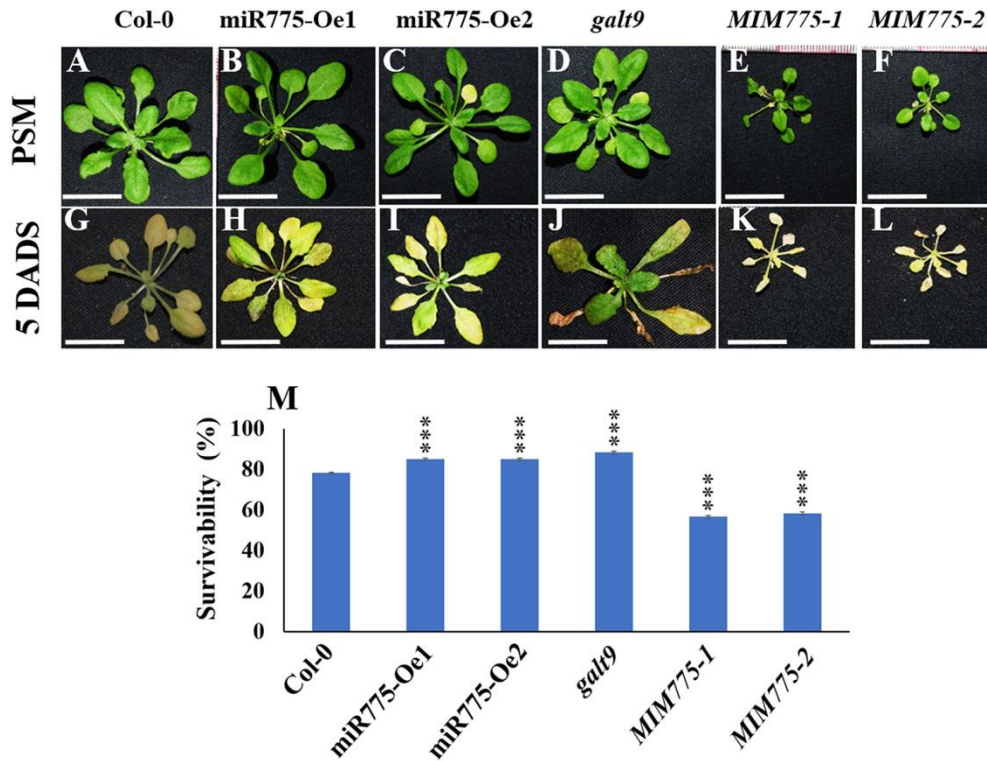 Col-0 miR775-Oe1 miR775-Oe2 galt9 MIM775-1 MIM775-2
PSM
A B C D E F
5 DADS
G H I J K L
M
Survivability (%)
100
80
60
40
20
0
*** *** *** *** ***
Col-0 miR775-Oe1 miR775-Oe2 galt9 MIM775-1 MIM775-2